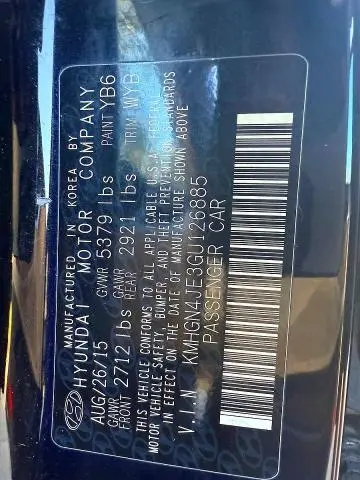 MANUFACTURED IN KOREA BY
HYUNDAI MOTOR COMPANY
AUG/26/15 GVWR 5379 lbs PAINT YB6
GAWR FRONT 2712 lbs GAWR REAR 2921 lbs TRIM WYB
THIS VEHICLE CONFORMS TO ALL APPLICABLE U.S.A. FEDERAL
MOTOR VEHICLE SAFETY, BUMPER, AND THEFT PREVENTION STANDARDS
IN EFFECT ON THE DATE OF MANUFACTURE SHOWN ABOVE
V.I.N KMHGN4JE3GU126885
PASSENGER CAR